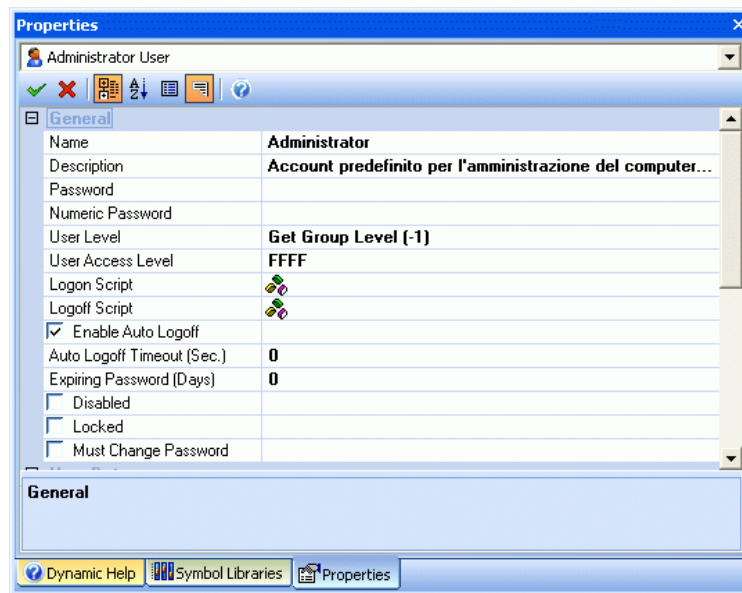 Properties
Administrator User
General
Name Administrator
Description Account predefinito per l'amministrazione del computer...
Password
Numeric Password
User Level Get Group Level (-1)
User Access Level FFFF
Logon Script
Logoff Script
Enable Auto Logoff
Auto Logoff Timeout (Sec.) 0
Expiring Password (Days) 0
Disabled
Locked
Must Change Password
General
Dynamic Help Symbol Libraries Properties